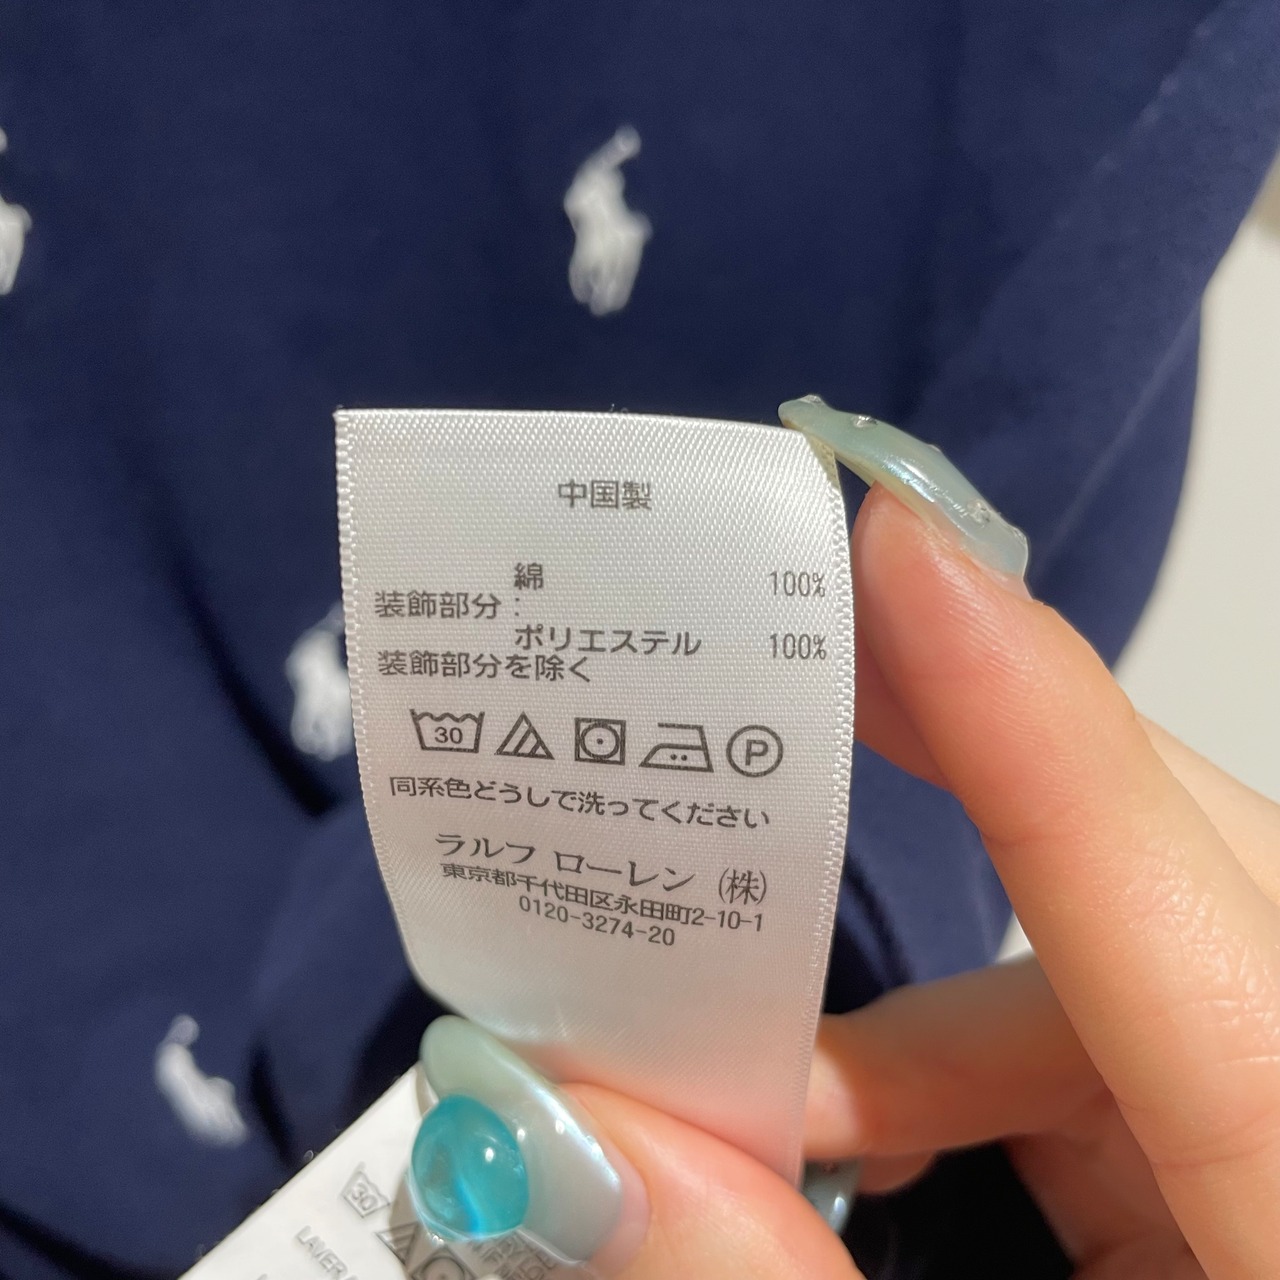 中国製
綿 100%
装飾部分 :
ポリエステル 100%
装飾部分を除く
30
P
同系色どうしで洗ってください
ラルフ ローレン (株)
東京都千代田区永田町2-10-1
0120-3274-20
30